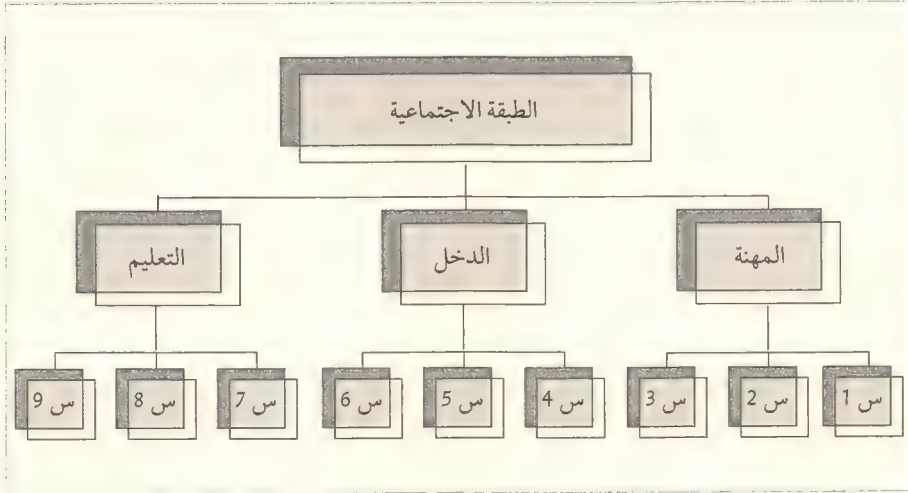 الطبقة الاجتماعية
المهنة
الدخل
التعليم
س 1
س 2
س 3
س 4
س 5
س 6
س 7
س 8
س 9